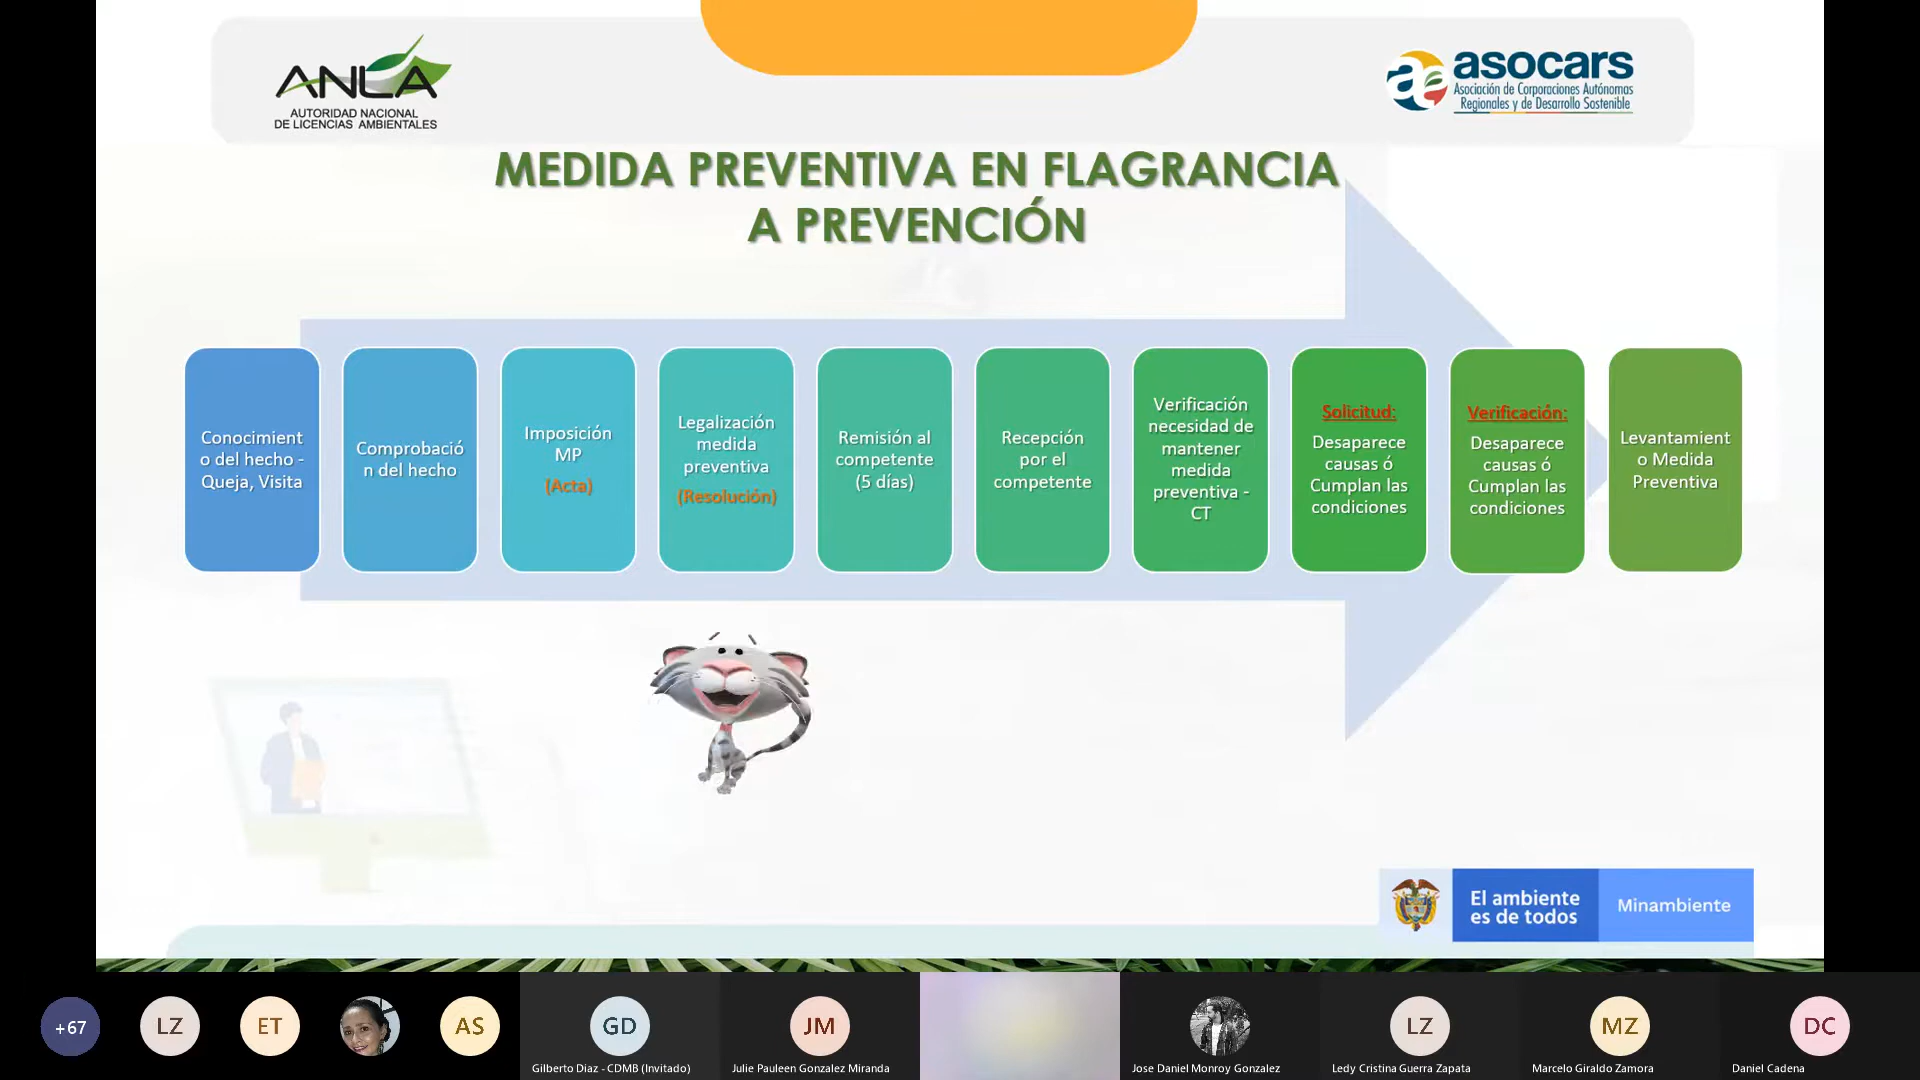 ANLA
AUTORIDAD NACIONAL
DE LICENCIAS AMBIENTALES
asocars
Asociación de Corporaciones Autónomas
Regionales y de Desarrollo Sostenible
MEDIDA PREVENTIVA EN FLAGRANCIA
A PREVENCIÓN
Conocimient
o del hecho -
Queja, Visita
Comprobació
n del hecho
Imposición
MP
(Acta)
Legalización
medida
preventiva
(Resolución)
Remisión al
competente
(5 días)
Recepción
por el
competente
Verificación
necesidad de
mantener
medida
preventiva -
CT
Solicitud:
Desaparece
causas ó
Cumplan las
condiciones
Verificación:
Desaparece
causas ó
Cumplan las
condiciones
Levantamient
o Medida
Preventiva
El ambiente
es de todos
Minambiente
+67
LZ
ET
AS
GD
Gilberto Diaz - CDMB (Invitado)
JM
Julie Pauleen Gonzalez Miranda
Jose Daniel Monroy Gonzalez
LZ
Ledy Cristina Guerra Zapata
MZ
Marcelo Giraldo Zamora
DC
Daniel Cadena